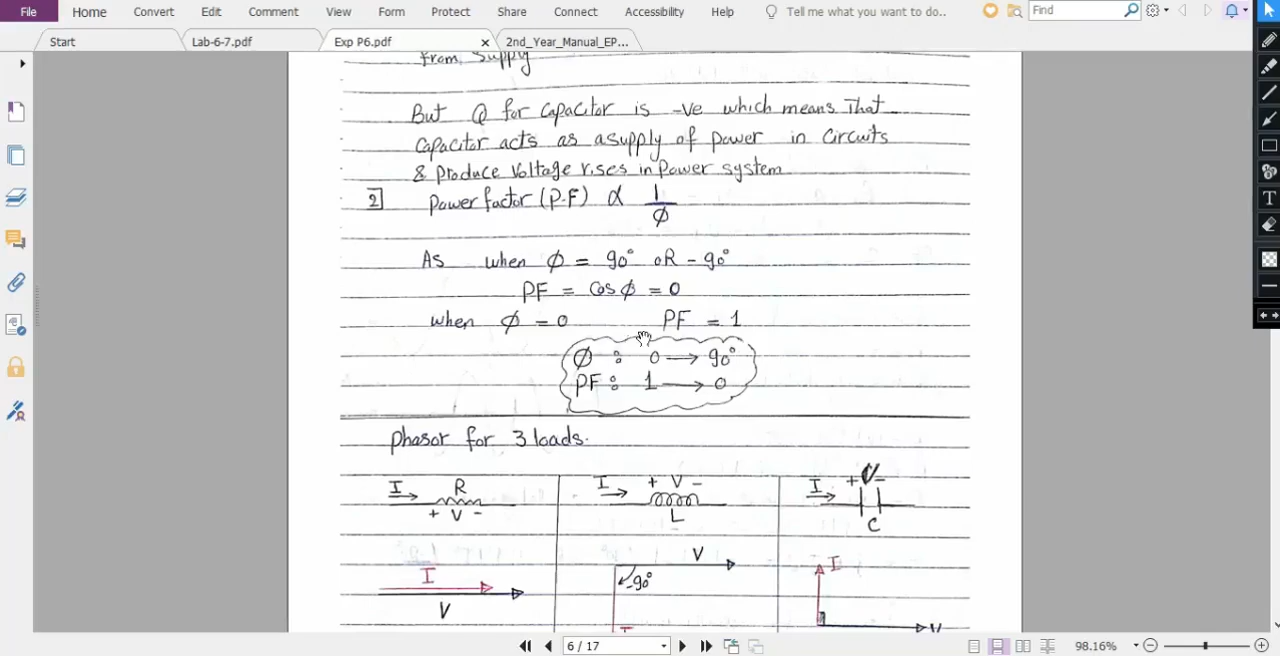 File Home Convert Edit Comment View Form Protect Share Connect Accessibility Help Tell me what you want to do.. Find
Start Lab-6-7.pdf Exp P6.pdf × 2nd_Year_Manual_EP...
from supply
But Q for capacitor is -ve which means that
capacitor acts as a supply of power in circuits
& produce voltage rises in power system
2 Power factor (P.F) ∝ 1/Ø
As when Ø = 90° OR - 90°
PF = cos Ø = 0
when Ø = 0 PF = 1
Ø : 0 → 90°
PF : 1 → 0
phasor for 3 loads.
I R
+ V -
I + V -
L
I + V -
C
I
V
V
90°
I
I
V
6 / 17 98.16%